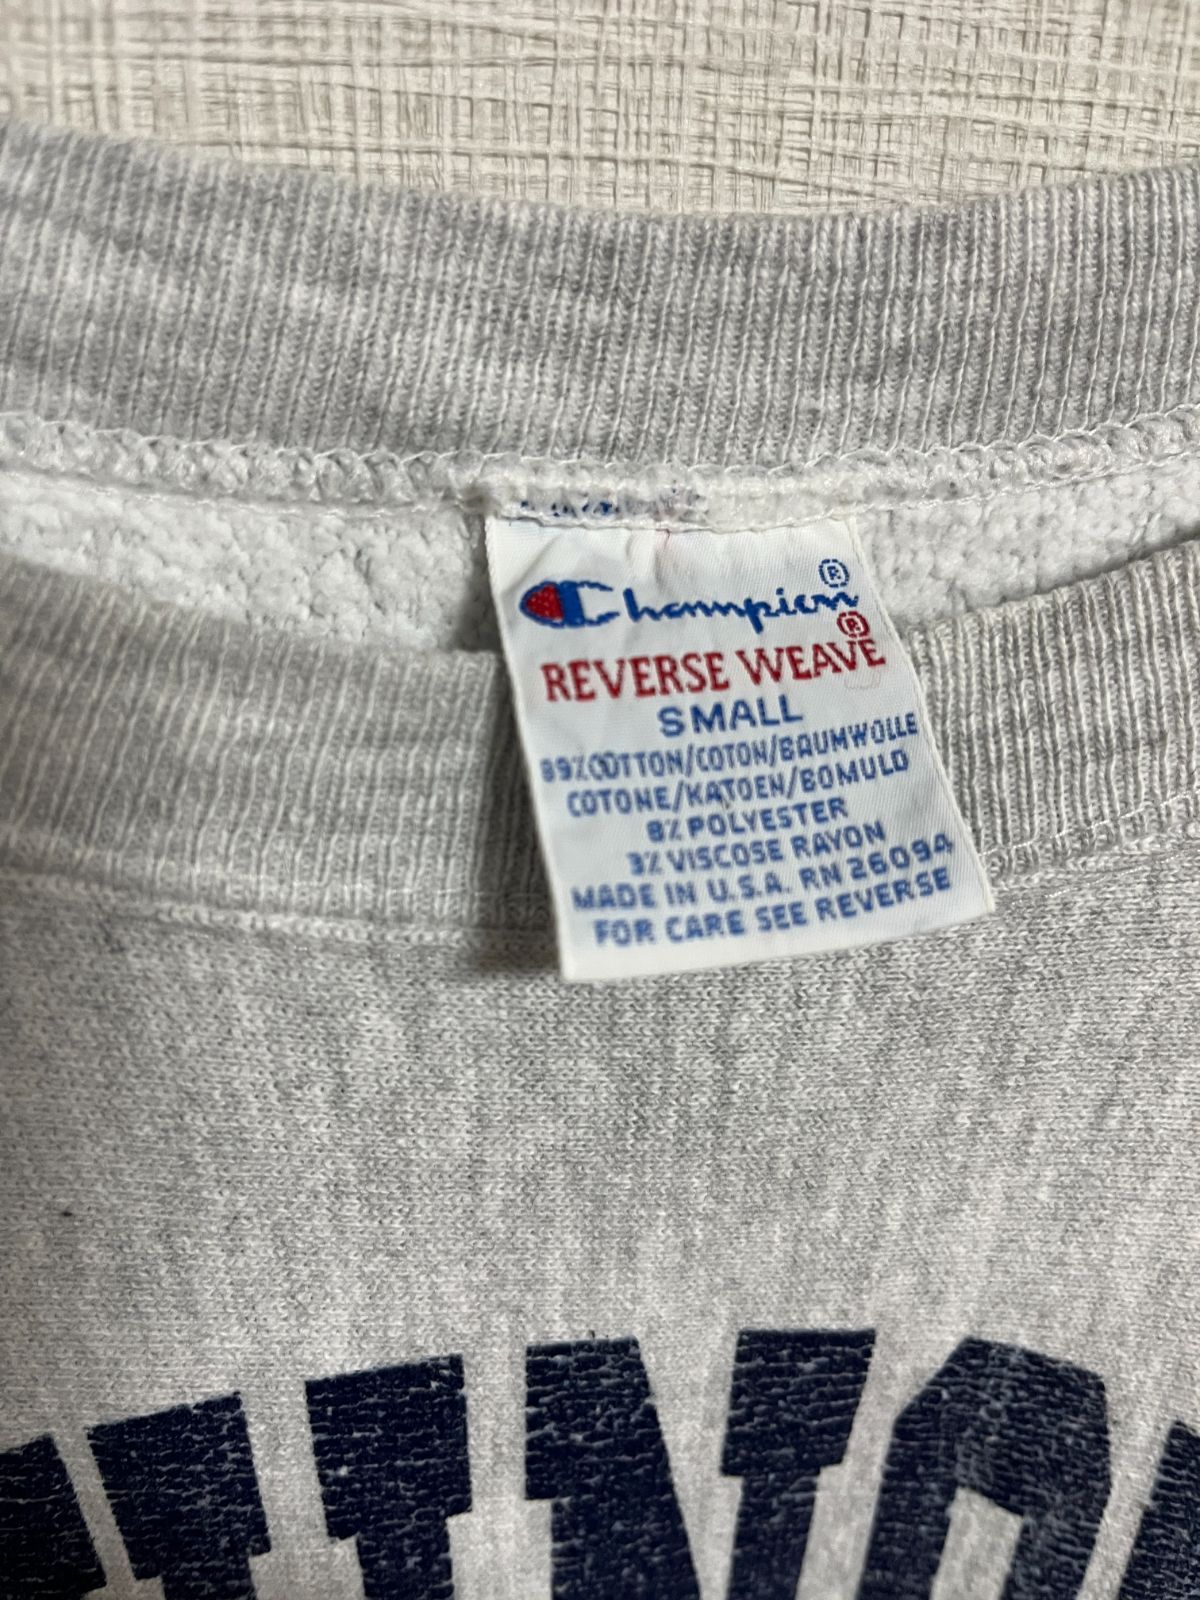 Champion®
REVERSE WEAVE®
SMALL
89% COTTON/COTON/BAUMWOLLE
COTONE/KATOEN/BOMULD
8% POLYESTER
3% VISCOSE RAYON
MADE IN U.S.A. RN 26094
FOR CARE SEE REVERSE